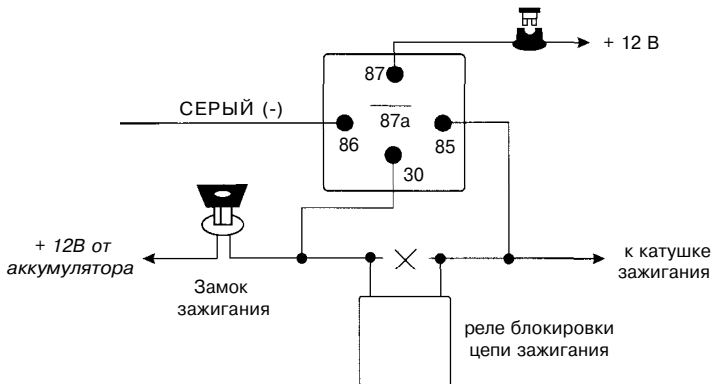 + 12 В
87
СЕРЫЙ (-)
87a
86
85
30
+ 12В от
аккумулятора
Замок
зажигания
к катушке
зажигания
реле блокировки
цепи зажигания